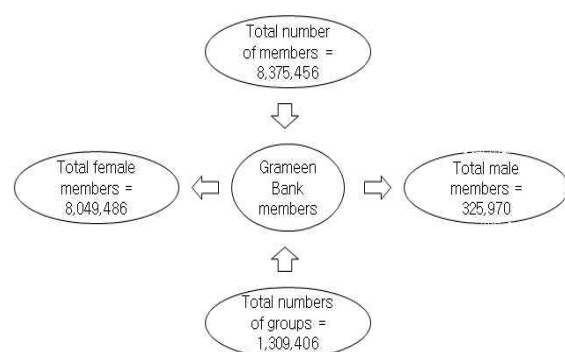 Total number
of members =
8,375,456
Total female
members =
8,049,486
Grameen
Bank
members
Total male
members =
325,970
Total numbers
of groups =
1,309,406